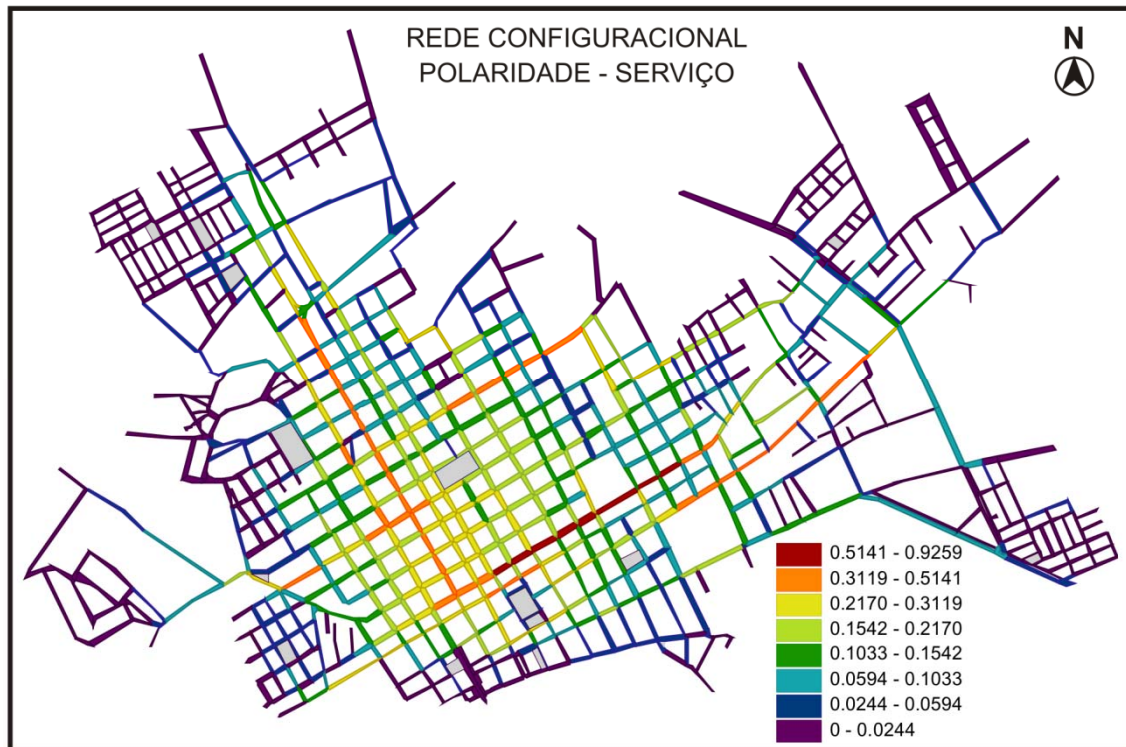 REDE CONFIGURACIONAL
POLARIDADE - SERVIÇO
N
0.5141 - 0.9259
0.3119 - 0.5141
0.2170 - 0.3119
0.1542 - 0.2170
0.1033 - 0.1542
0.0594 - 0.1033
0.0244 - 0.0594
0 - 0.0244